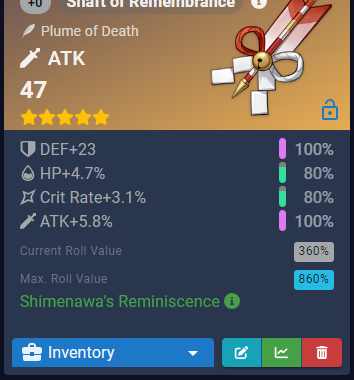 +0 Shaft of Remembrance
Plume of Death
ATK
47
DEF+23 100%
HP+4.7% 80%
Crit Rate+3.1% 80%
ATK+5.8% 100%
Current Roll Value 360%
Max. Roll Value 860%
Shimenawa's Reminiscence
Inventory